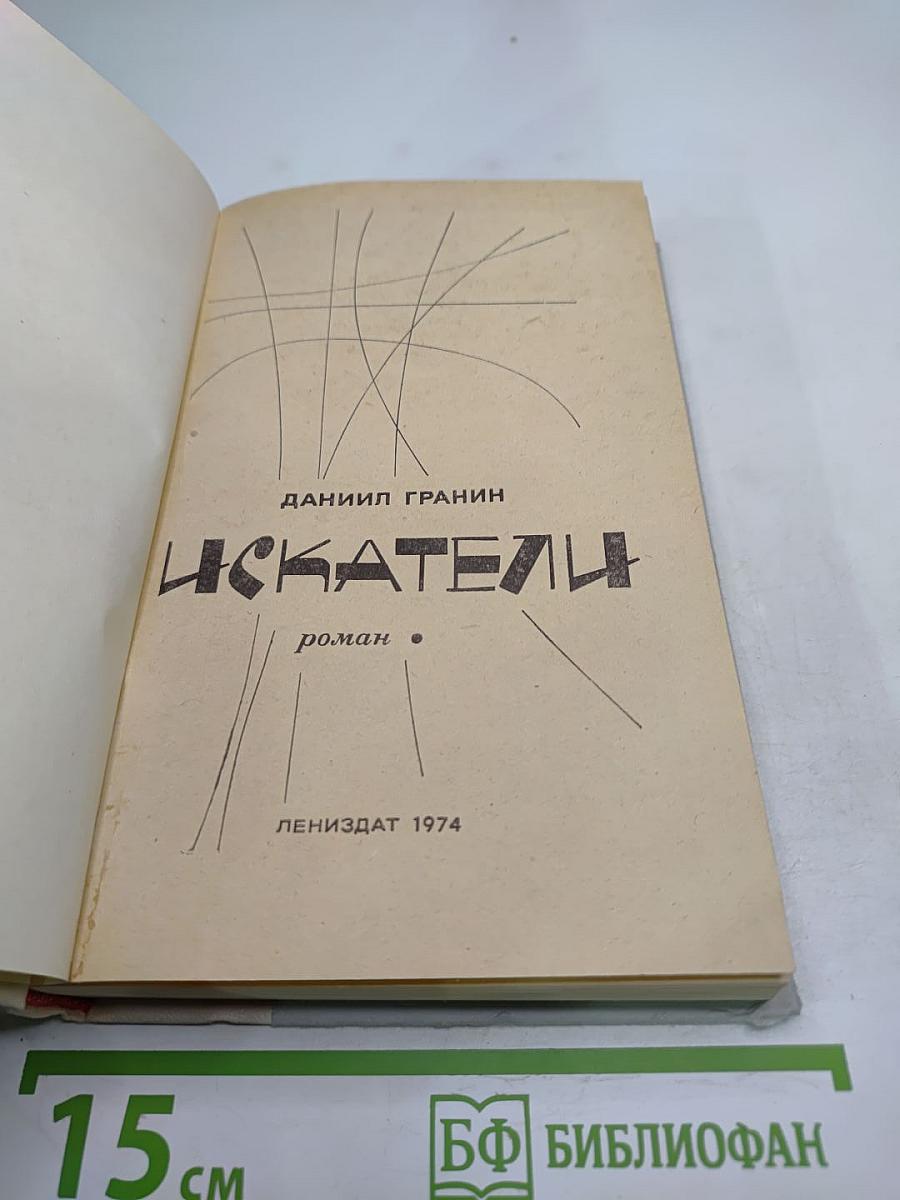 ДАНИИЛ ГРАНИН
ИСКАТЕЛИ
роман •
ЛЕНИЗДАТ 1974
15 см
БФ БИБЛИОФАН